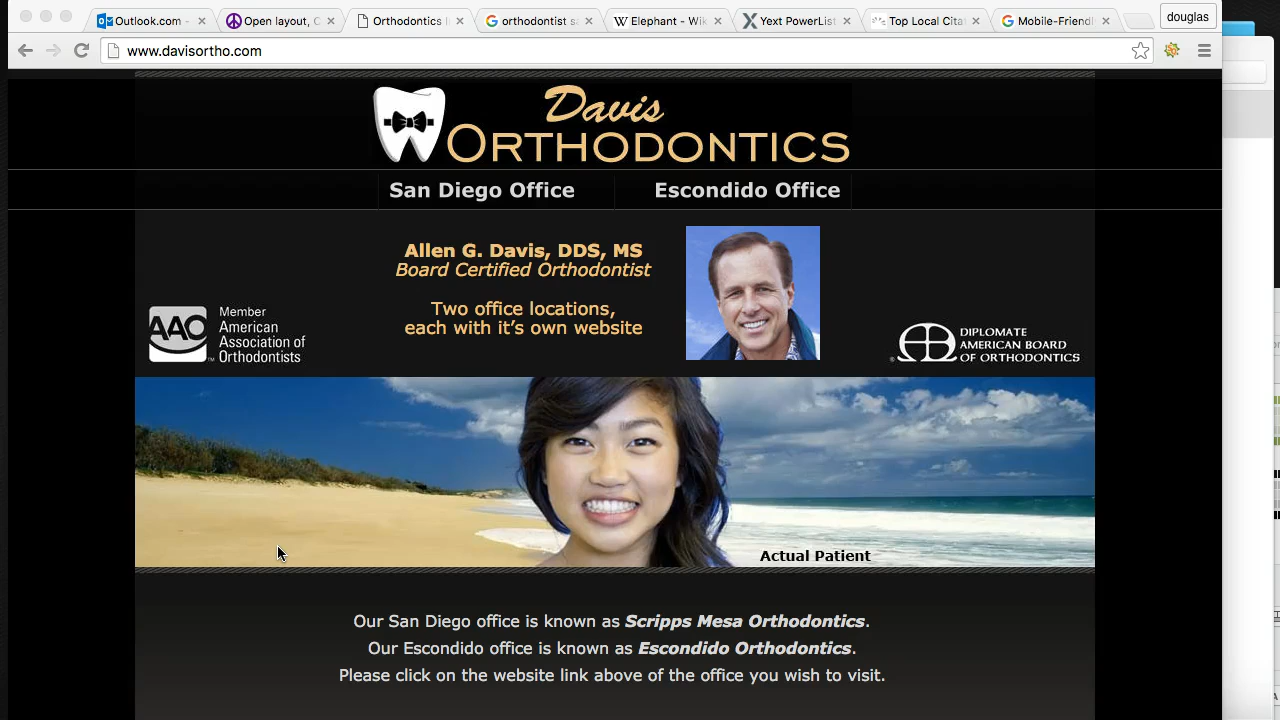 Outlook.com -
Open layout, C
Orthodontics I
orthodontist sa
Elephant - Wik
Yext PowerList
Top Local Cita
Mobile-Friendl
douglas
www.davisortho.com
Davis
ORTHODONTICS
San Diego Office
Escondido Office
Allen G. Davis, DDS, MS
Board Certified Orthodontist
Two office locations,
each with it's own website
AAO
Member
American
Association of
Orthodontists
DIPLOMATE
AMERICAN BOARD
OF ORTHODONTICS
Actual Patient
Our San Diego office is known as Scripps Mesa Orthodontics.
Our Escondido office is known as Escondido Orthodontics.
Please click on the website link above of the office you wish to visit.